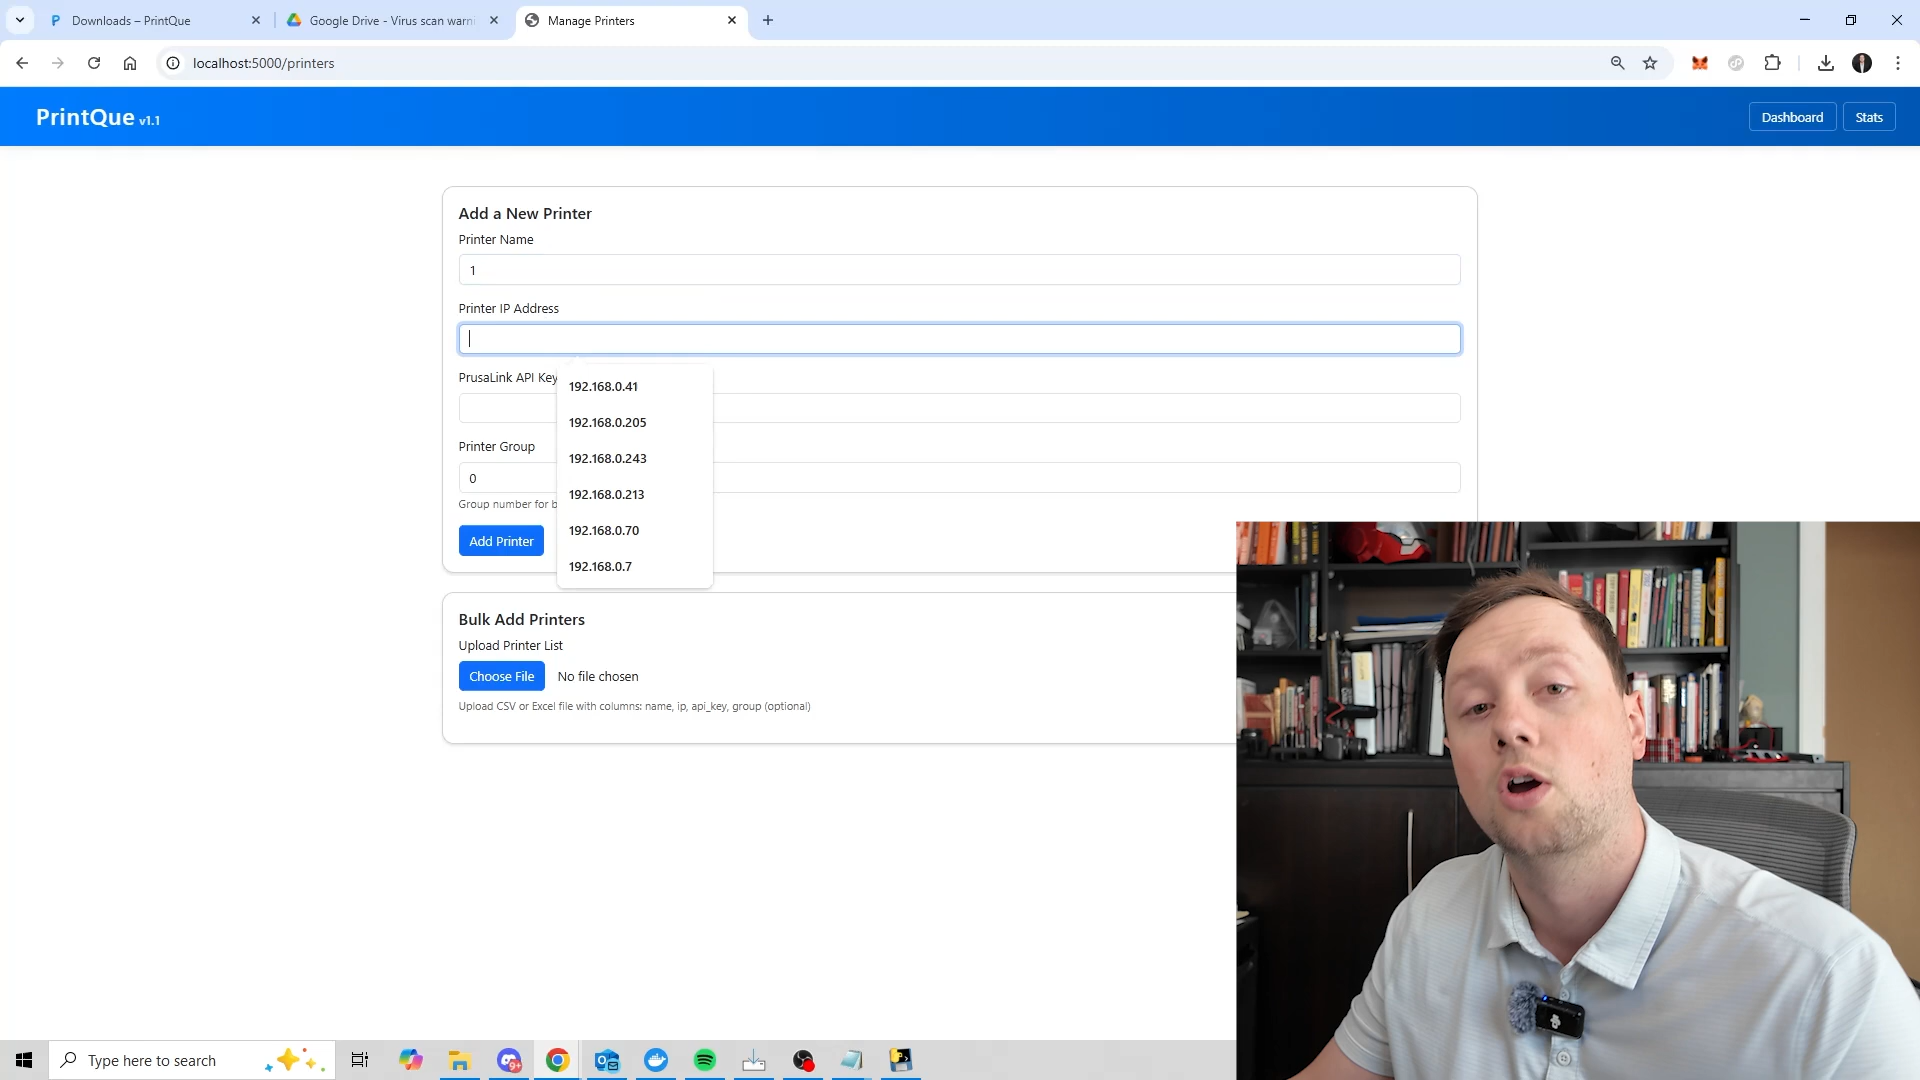 Downloads – PrintQue
Google Drive - Virus scan warni
Manage Printers
localhost:5000/printers
PrintQue v1.1
Dashboard
Stats
Add a New Printer
Printer Name
1
Printer IP Address
192.168.0.41
PrusaLink API Key
192.168.0.205
192.168.0.243
Printer Group
0
192.168.0.213
Group number for b
192.168.0.70
Add Printer
192.168.0.7
Bulk Add Printers
Upload Printer List
Choose File
No file chosen
Upload CSV or Excel file with columns: name, ip, api_key, group (optional)
Type here to search
9+